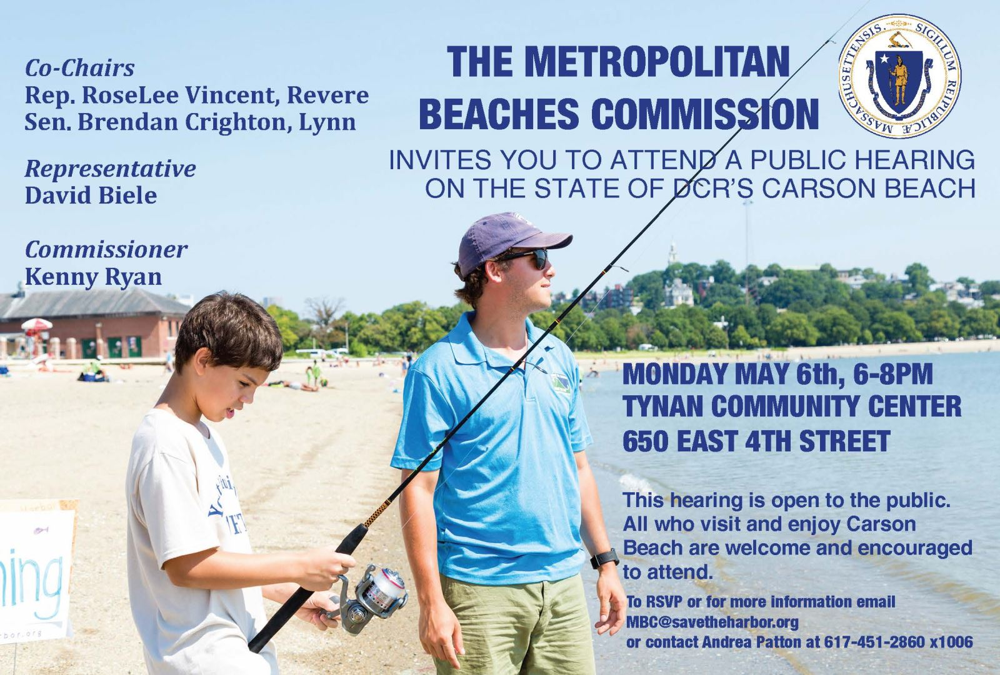 Co-Chairs
Rep. RoseLee Vincent, Revere
Sen. Brendan Crighton, Lynn
Representative
David Biele
Commissioner
Kenny Ryan
THE METROPOLITAN
BEACHES COMMISSION
INVITES YOU TO ATTEND A PUBLIC HEARING
ON THE STATE OF DCR'S CARSON BEACH
SIGILLUM REIPUBLICÆ MASSACHUSETTENSIS.
MONDAY MAY 6th, 6-8PM
TYNAN COMMUNITY CENTER
650 EAST 4TH STREET
This hearing is open to the public.
All who visit and enjoy Carson
Beach are welcome and encouraged
to attend.
To RSVP or for more information email
MBC@savetheharbor.org
or contact Andrea Patton at 617-451-2860 x1006
Harbor
ing
bor.org